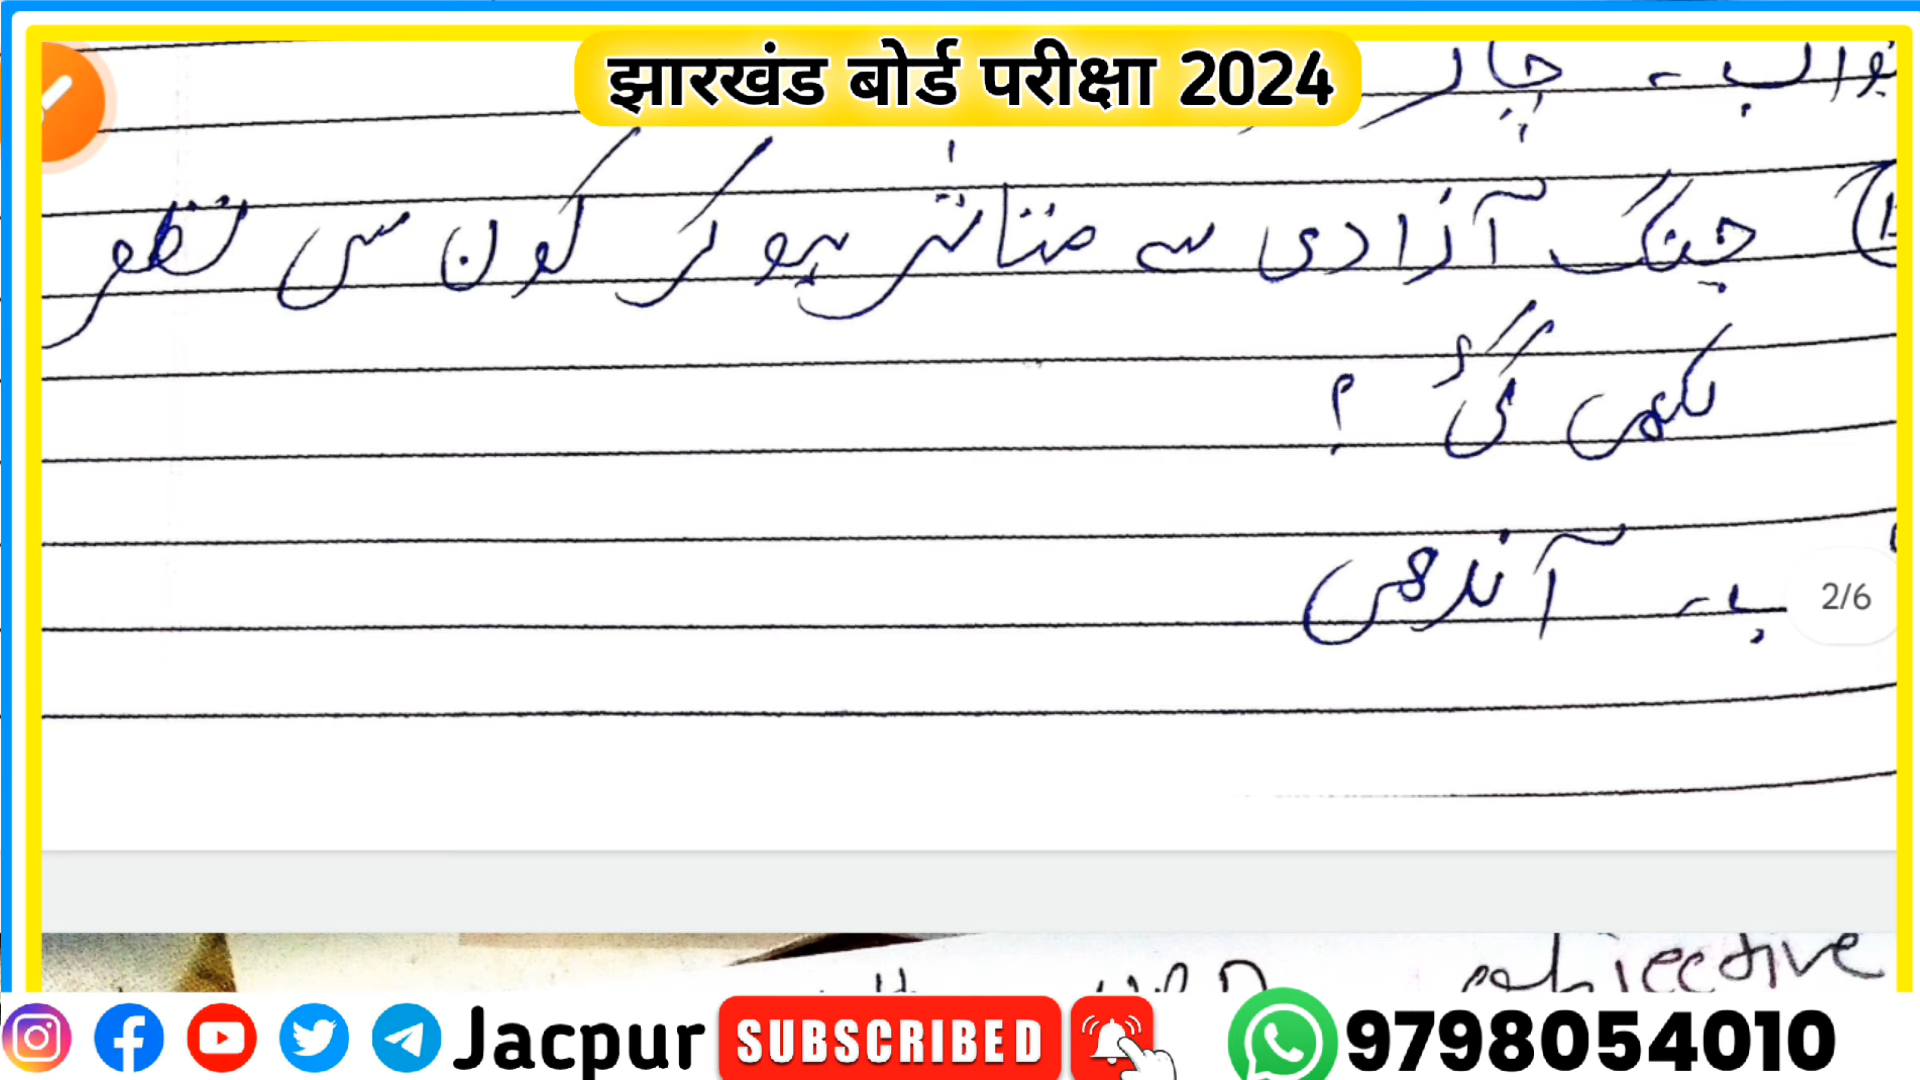 झारखंड बोर्ड परीक्षा 2024
جواب۔ چار
جنگ آزادی سے متاثر ہو کر کون سی نظم
لکھی گئی ؟
ب۔ آندھی
2/6
objective
Jacpur SUBSCRIBED 9798054010